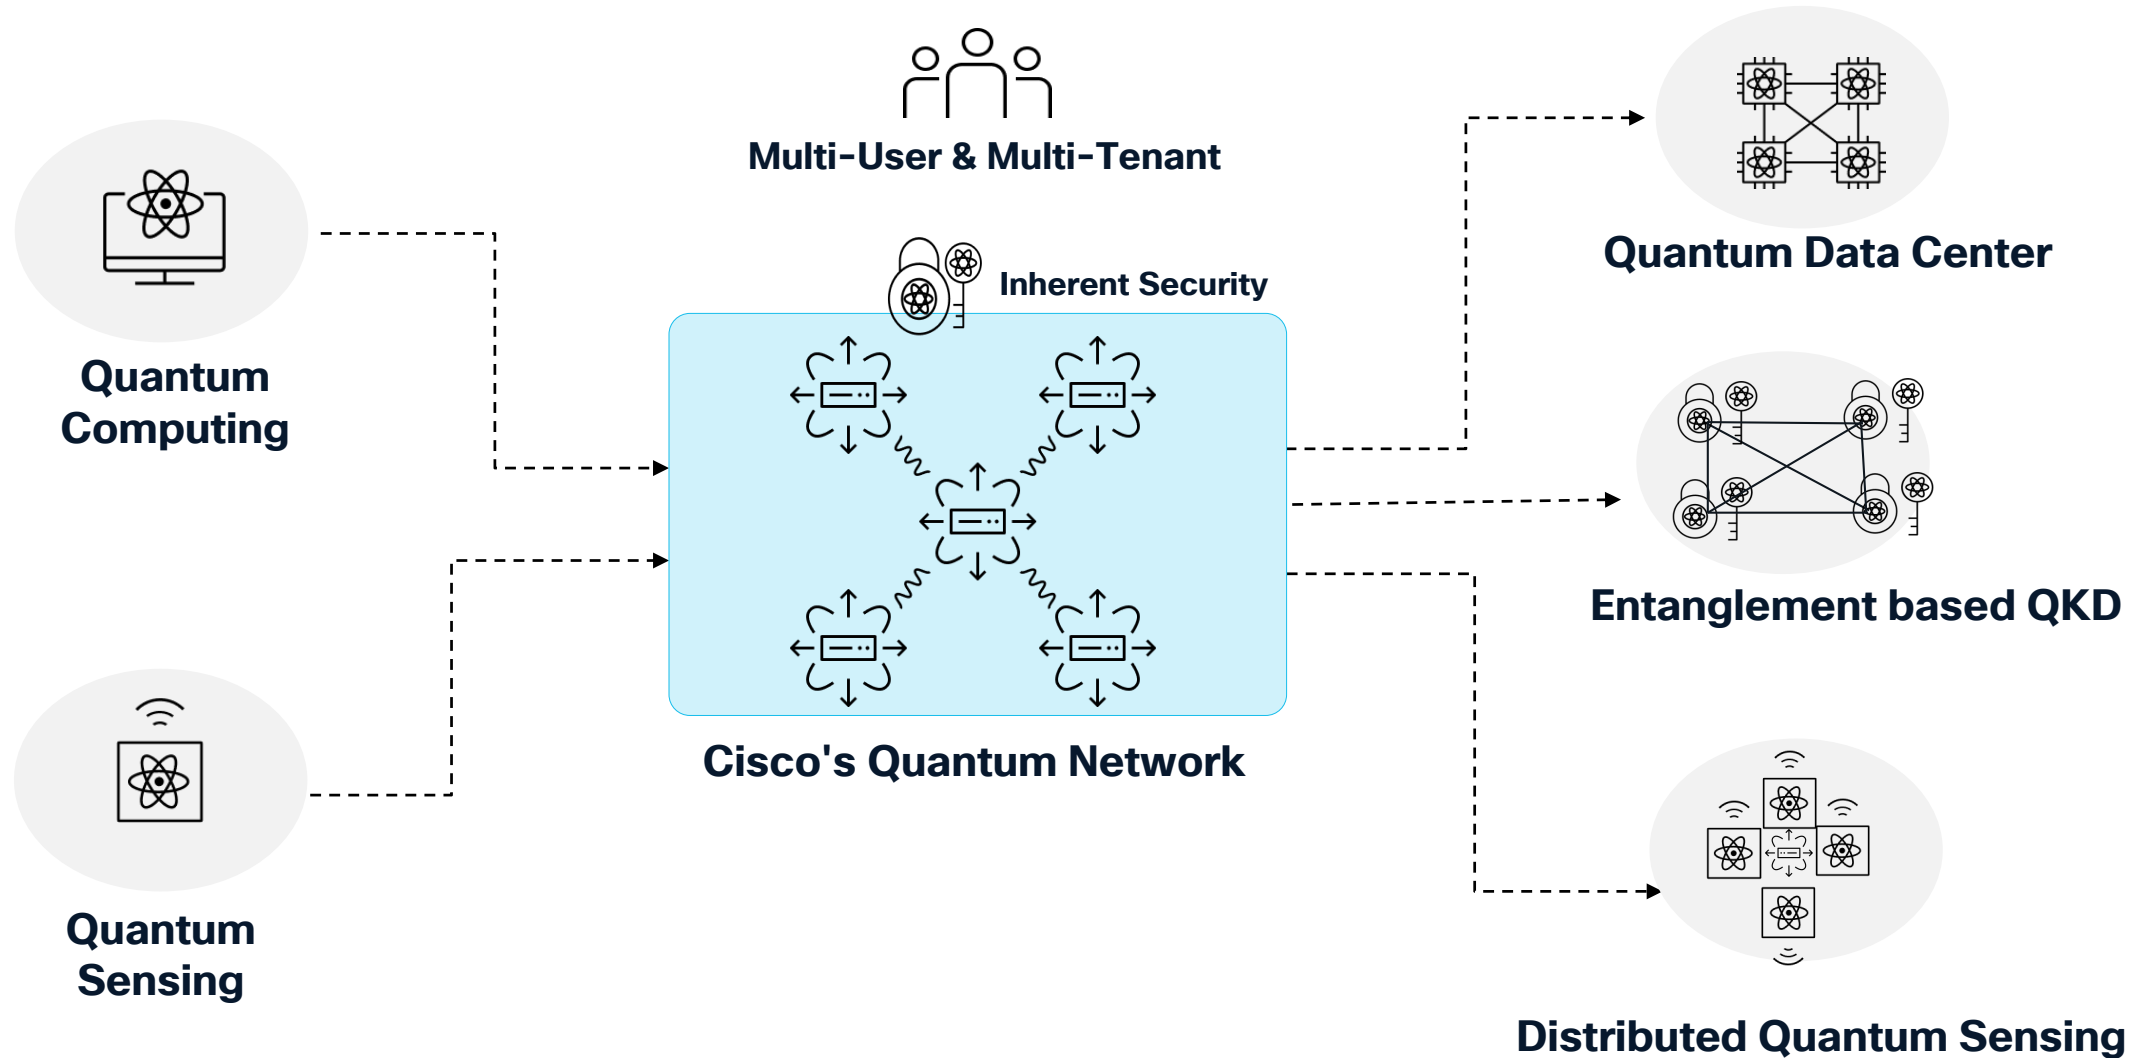 Multi-User & Multi-Tenant
Inherent Security
Quantum
Computing
Quantum
Sensing
Cisco's Quantum Network
Quantum Data Center
Entanglement based QKD
Distributed Quantum Sensing